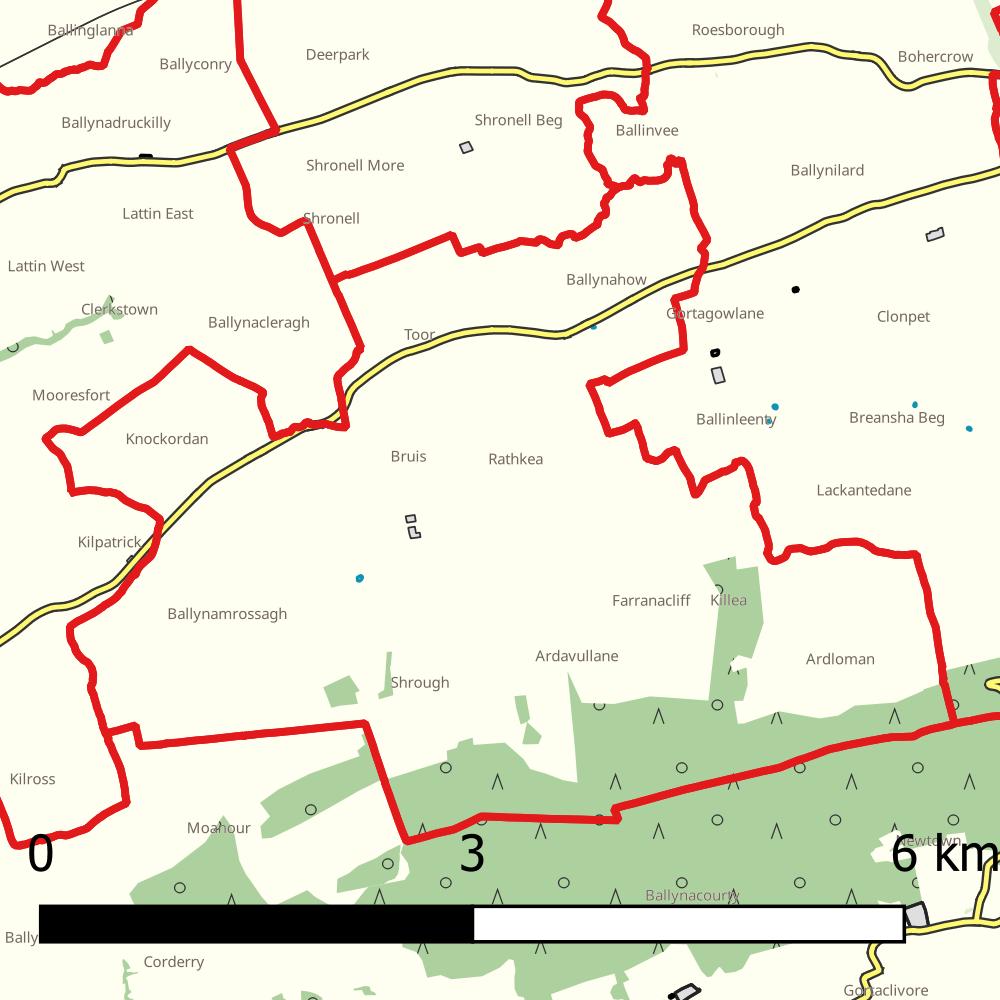 Ballinglanna
Roesborough
Deerpark
Bohercrow
Ballyconry
Shronell Beg
Ballynadruckilly
Ballinvee
Shronell More
Ballynilard
Lattin East
Shronell
Lattin West
Ballynahow
Clerkstown
Gortagowlane
Clonpet
Ballynacleragh
Toor
Mooresfort
Ballinleenty
Breansha Beg
Knockordan
Bruis
Rathkea
Lackantedane
Kilpatrick
Farranacliff
Killea
Ballynamrossagh
Ardavullane
Ardloman
Shrough
Kilross
Moahour
Newtown
0
3
6 km
Ballynacourty
Bally
Corderry
Gortaclivore